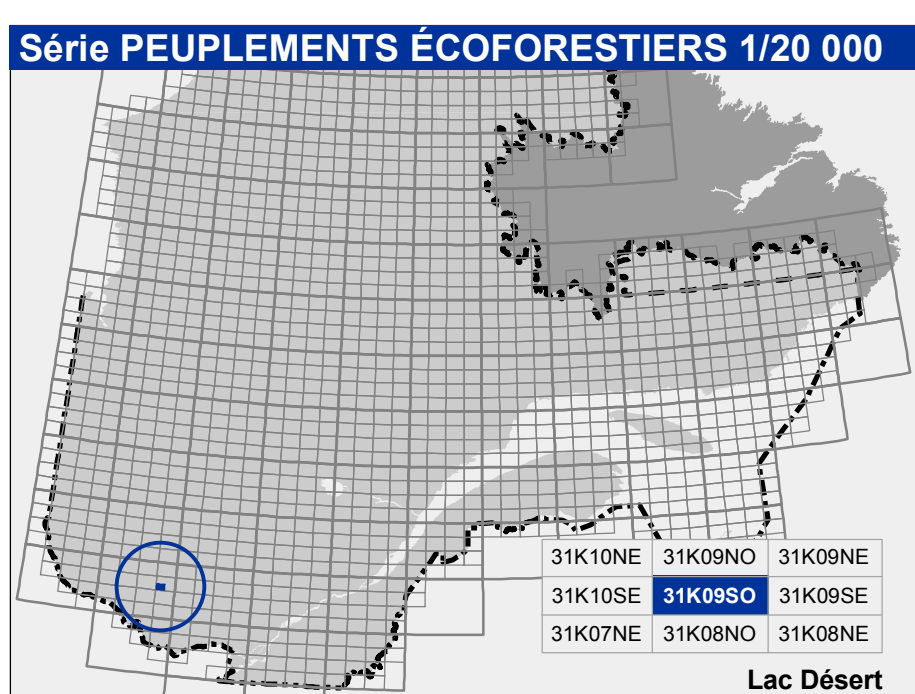 Série PEUPLEMENTS ÉCOFORESTIERS 1/20 000
31K10NE 31K09NO 31K09NE
31K10SE 31K09SO 31K09SE
31K07NE 31K08NO 31K08NE
Lac Désert